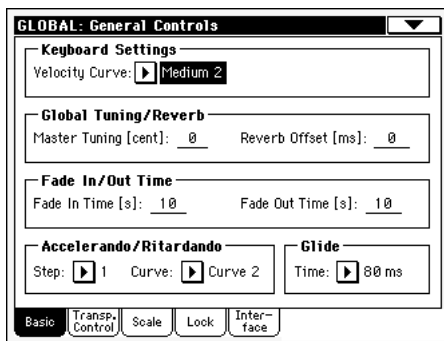 GLOBAL: General Controls
Keyboard Settings
Velocity Curve: Medium 2
Global Tuning/Reverb
Master Tuning [cent]: 0 Reverb Offset [ms]: 0
Fade In/Out Time
Fade In Time [s]: 10 Fade Out Time [s]: 10
Accelerando/Ritardando Glide
Step: 1 Curve: Curve 2 Time: 80 ms
Basic Transp. Control Scale Lock Inter-face